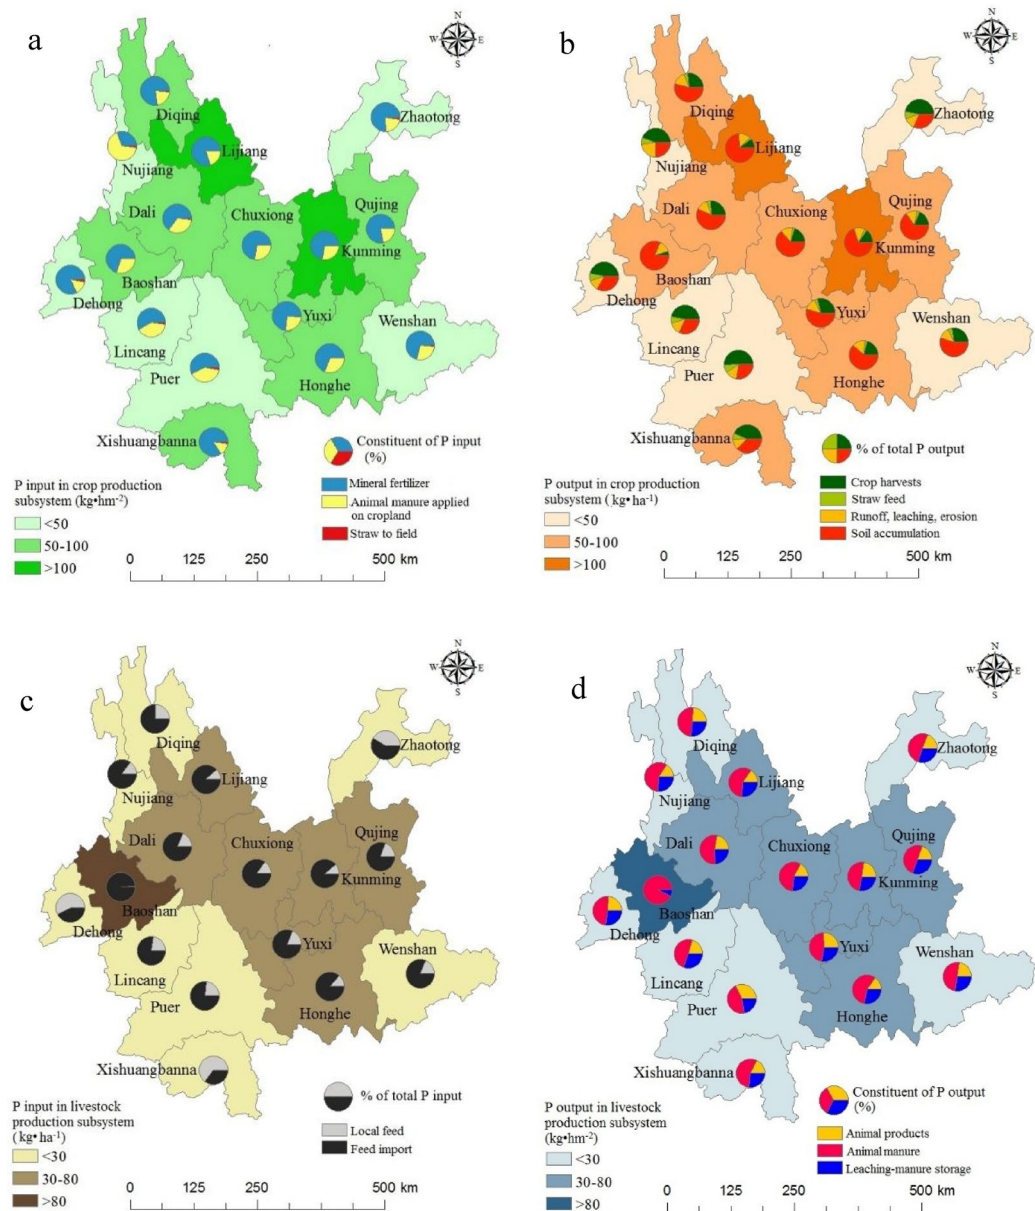 a
N
W
E
S
Diqing
Zhaotong
Lijiang
Nujiang
Dali
Chuxiong
Qujing
Kunming
Baoshan
Dehong
Yuxi
Wenshan
Lincang
Puer
Honghe
Xishuangbanna
Constituent of P input
(%)
P input in crop production
subsystem (kg•hm-2)
<50
50-100
>100
Mineral fertilizer
Animal manure applied
on cropland
Straw to field
0 125 250 500 km
b
N
W
E
S
Diqing
Zhaotong
Lijiang
Nujiang
Dali
Chuxiong
Qujing
Kunming
Baoshan
Dehong
Yuxi
Wenshan
Lincang
Puer
Honghe
Xishuangbanna
% of total P output
P output in crop production
subsystem (kg•ha-1)
<50
50-100
>100
Crop harvests
Straw feed
Runoff, leaching, erosion
Soil accumulation
0 125 250 500 km
c
N
W
E
S
Diqing
Zhaotong
Lijiang
Nujiang
Dali
Chuxiong
Qujing
Kunming
Baoshan
Dehong
Yuxi
Wenshan
Lincang
Puer
Honghe
Xishuangbanna
% of total P input
P input in livestock
production subsystem
(kg•ha-1)
<30
30-80
>80
Local feed
Feed import
0 125 250 500 km
d
N
W
E
S
Diqing
Zhaotong
Lijiang
Nujiang
Dali
Chuxiong
Qujing
Kunming
Baoshan
Dehong
Yuxi
Wenshan
Lincang
Puer
Honghe
Xishuangbanna
Constituent of P output
(%)
P output in livestock
production subsystem
(kg•hm-2)
<30
30-80
>80
Animal products
Animal manure
Leaching-manure storage
0 125 250 500 km